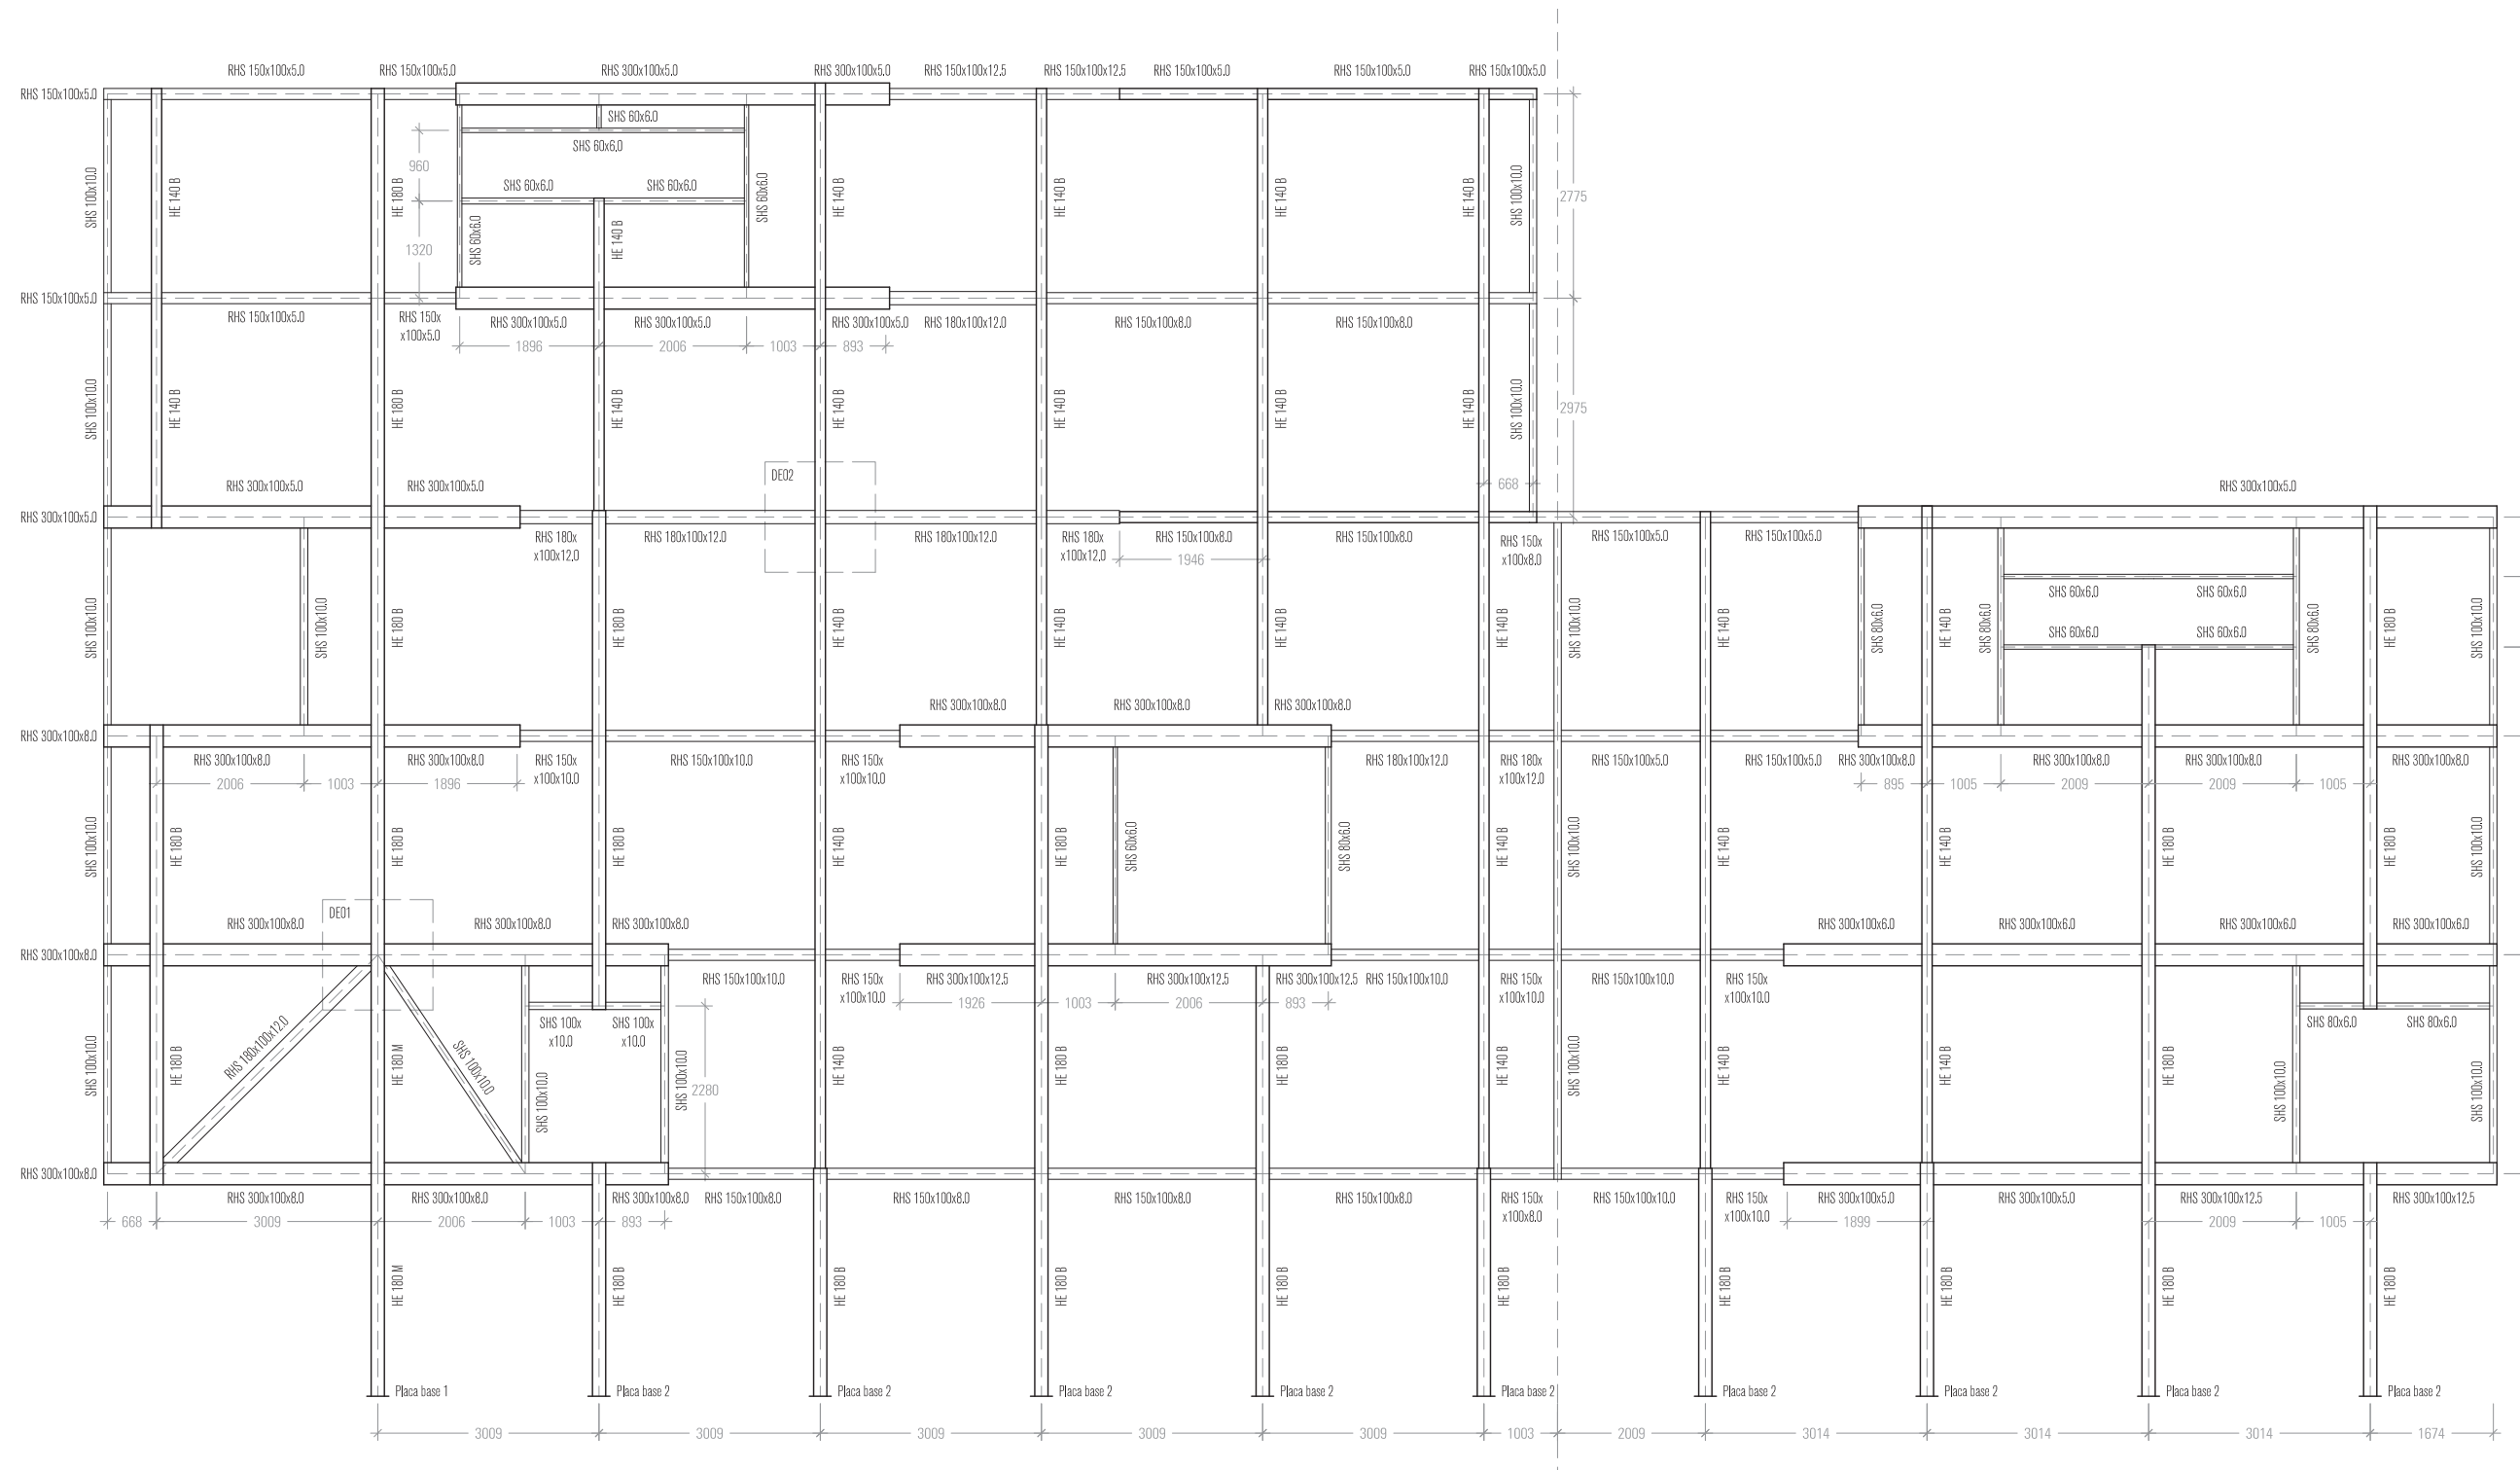 RHS 150x100x5.0
RHS 150x100x5.0
RHS 300x100x5.0
RHS 300x100x5.0
RHS 150x100x12.5
RHS 150x100x12.5
RHS 150x100x5.0
RHS 150x100x5.0
RHS 150x100x5.0
RHS 150x100x5.0
SHS 60x6.0
SHS 60x6.0
960
SHS 60x6.0
SHS 60x6.0
SHS 100x10.0
HE 140 B
HE 180 B
SHS 60x6.0
HE 140 B
SHS 60x6.0
HE 140 B
HE 140 B
HE 140 B
HE 140 B
SHS 100x10.0
2775
1320
RHS 150x100x5.0
RHS 150x100x5.0
RHS 150x
x100x5.0
RHS 300x100x5.0
RHS 300x100x5.0
RHS 300x100x5.0
RHS 180x100x12.0
RHS 150x100x8.0
RHS 150x100x8.0
1896
2006
1003
893
SHS 100x10.0
HE 140 B
HE 180 B
HE 140 B
HE 140 B
HE 140 B
HE 140 B
HE 140 B
SHS 100x10.0
2975
DE02
668
RHS 300x100x5.0
RHS 300x100x5.0
RHS 300x100x5.0
RHS 300x100x5.0
RHS 180x
x100x12.0
RHS 180x100x12.0
RHS 180x100x12.0
RHS 180x
x100x12.0
RHS 150x100x8.0
RHS 150x100x8.0
RHS 150x
x100x8.0
RHS 150x100x5.0
RHS 150x100x5.0
1946
SHS 60x6.0
SHS 60x6.0
SHS 60x6.0
SHS 60x6.0
SHS 100x10.0
SHS 100x10.0
HE 180 B
HE 180 B
HE 140 B
HE 140 B
HE 140 B
HE 140 B
SHS 100x10.0
HE 140 B
SHS 80x6.0
HE 140 B
SHS 80x6.0
SHS 80x6.0
HE 180 B
SHS 100x10.0
RHS 300x100x8.0
RHS 300x100x8.0
RHS 300x100x8.0
RHS 300x100x8.0
RHS 300x100x8.0
RHS 300x100x8.0
RHS 150x
x100x10.0
RHS 150x100x10.0
RHS 150x
x100x10.0
RHS 180x100x12.0
RHS 180x
x100x12.0
RHS 150x100x5.0
RHS 150x100x5.0
RHS 300x100x8.0
RHS 300x100x8.0
RHS 300x100x8.0
RHS 300x100x8.0
2006
1003
1896
895
1005
2009
2009
1005
SHS 100x10.0
HE 180 B
HE 180 B
HE 180 B
HE 140 B
HE 180 B
SHS 60x6.0
SHS 80x6.0
HE 140 B
SHS 100x10.0
HE 140 B
HE 140 B
HE 180 B
HE 180 B
SHS 100x10.0
DE01
RHS 300x100x8.0
RHS 300x100x8.0
RHS 300x100x8.0
RHS 300x100x6.0
RHS 300x100x6.0
RHS 300x100x6.0
RHS 300x100x6.0
RHS 300x100x8.0
RHS 150x100x10.0
RHS 150x
x100x10.0
RHS 300x100x12.5
RHS 300x100x12.5
RHS 300x100x12.5
RHS 150x100x10.0
RHS 150x
x100x10.0
RHS 150x100x10.0
RHS 150x
x100x10.0
1926
1003
2006
893
SHS 100x
x10.0
SHS 100x
x10.0
SHS 80x6.0
SHS 80x6.0
SHS 100x10.0
HE 180 B
RHS 180x100x12.0
HE 180 M
SHS 100x10.0
SHS 100x10.0
SHS 100x10.0
2280
HE 140 B
HE 180 B
HE 180 B
HE 140 B
SHS 100x10.0
HE 140 B
HE 140 B
HE 180 B
SHS 100x10.0
SHS 100x10.0
RHS 300x100x8.0
RHS 300x100x8.0
RHS 300x100x8.0
RHS 300x100x8.0
RHS 150x100x8.0
RHS 150x100x8.0
RHS 150x100x8.0
RHS 150x100x8.0
RHS 150x
x100x8.0
RHS 150x100x10.0
RHS 150x
x100x10.0
RHS 300x100x5.0
RHS 300x100x5.0
RHS 300x100x12.5
RHS 300x100x12.5
668
3009
2006
1003
893
1899
2009
1005
HE 180 M
HE 180 B
HE 180 B
HE 180 B
HE 180 B
HE 180 B
HE 180 B
HE 180 B
HE 180 B
HE 180 B
Placa base 1
Placa base 2
Placa base 2
Placa base 2
Placa base 2
Placa base 2
Placa base 2
Placa base 2
Placa base 2
Placa base 2
3009
3009
3009
3009
3009
1003
2009
3014
3014
3014
1674